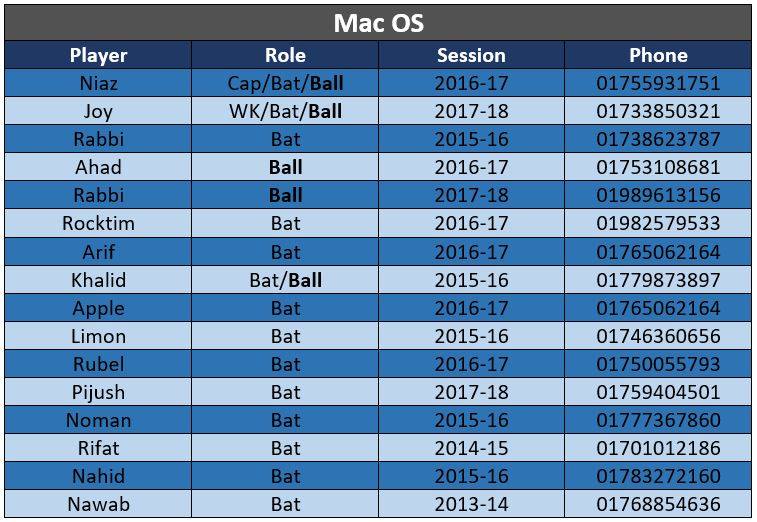 Mac OS
Player Role Session Phone
Niaz Cap/Bat/Ball 2016-17 01755931751
Joy WK/Bat/Ball 2017-18 01733850321
Rabbi Bat 2015-16 01738623787
Ahad Ball 2016-17 01753108681
Rabbi Ball 2017-18 01989613156
Rocktim Bat 2016-17 01982579533
Arif Bat 2016-17 01765062164
Khalid Bat/Ball 2015-16 01779873897
Apple Bat 2016-17 01765062164
Limon Bat 2015-16 01746360656
Rubel Bat 2016-17 01750055793
Pijush Bat 2017-18 01759404501
Noman Bat 2015-16 01777367860
Rifat Bat 2014-15 01701012186
Nahid Bat 2015-16 01783272160
Nawab Bat 2013-14 01768854636